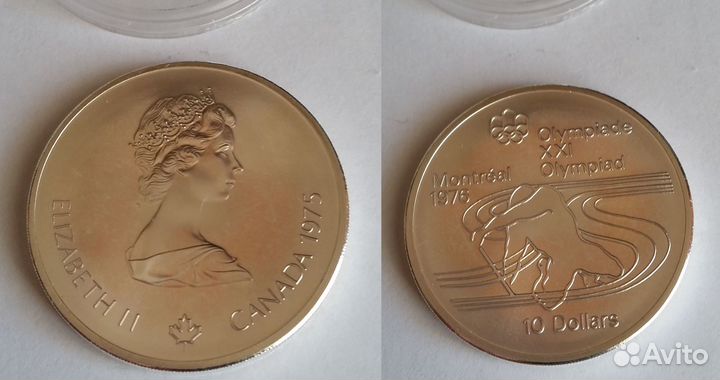 ELIZABETH II
CANADA 1975
Olympiade
XXI
Olympiad
Montréal
1976
10 Dollars
Avito